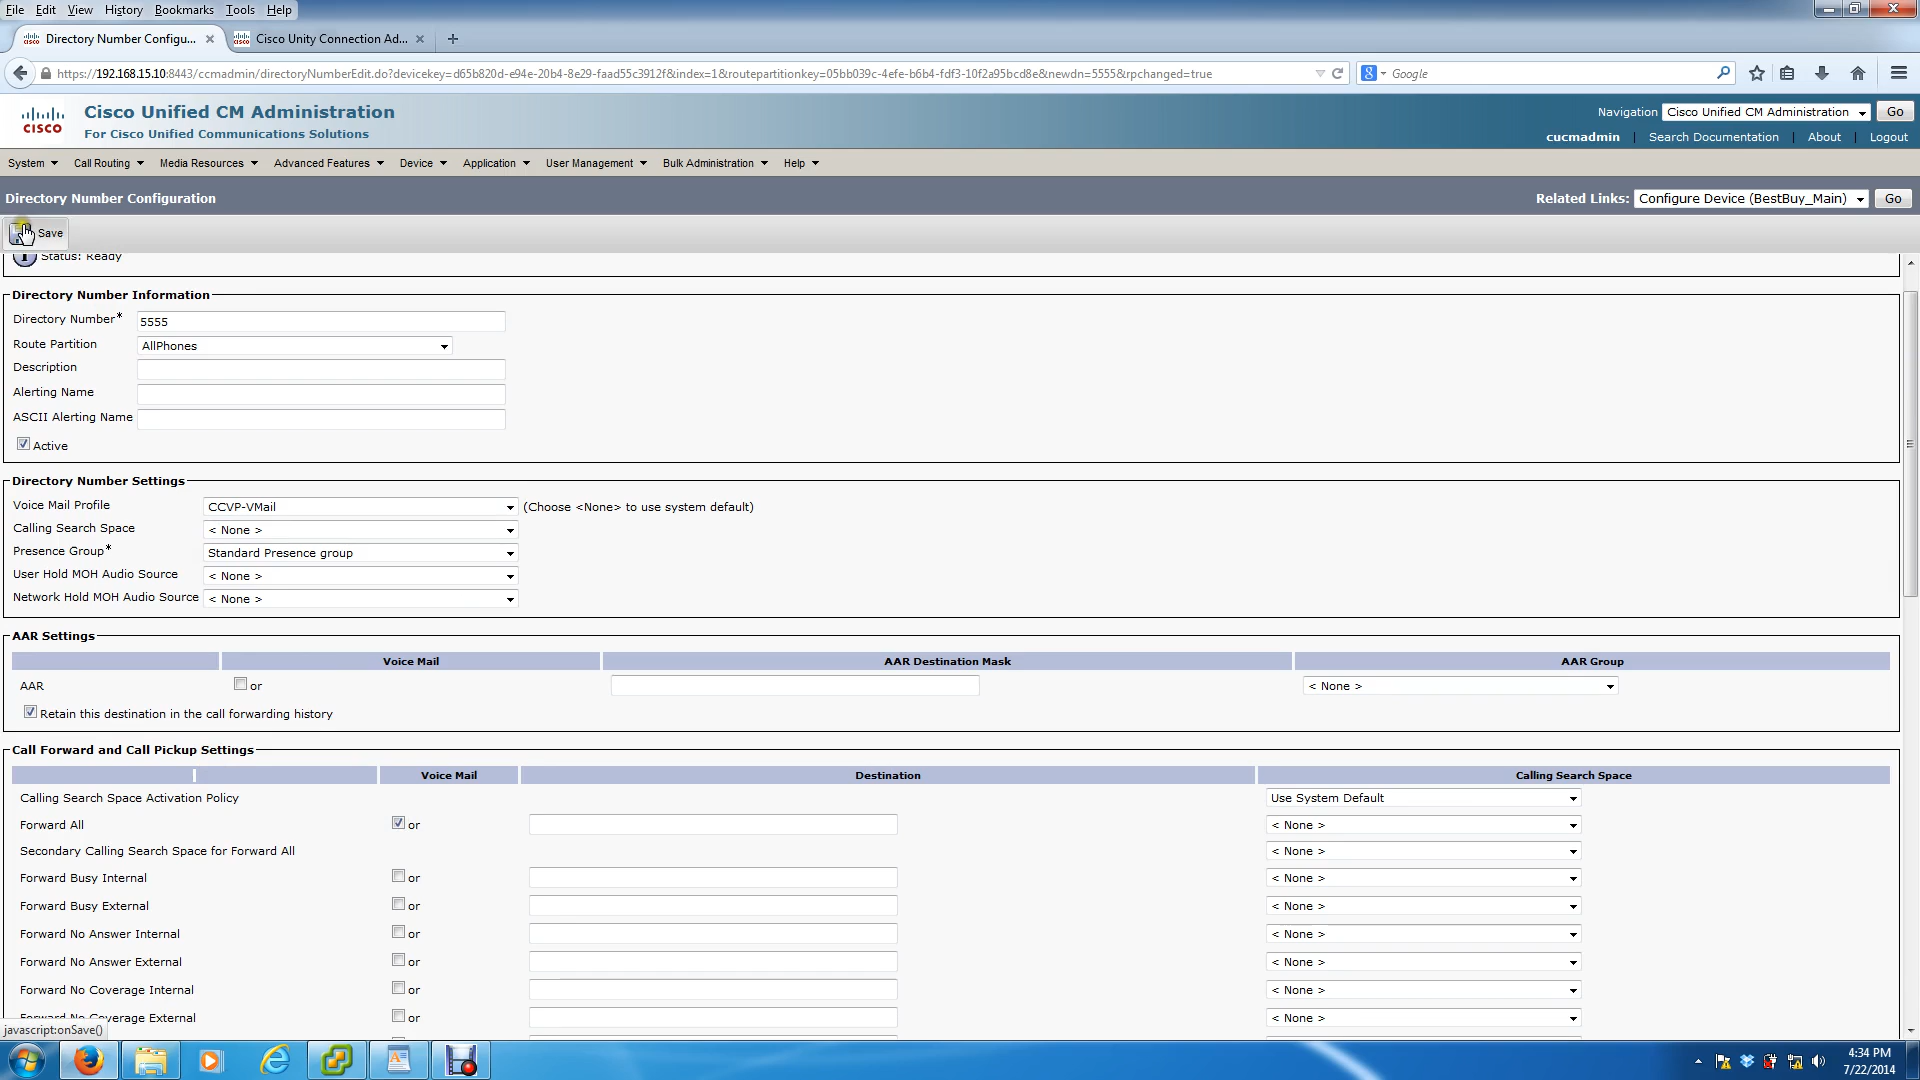 File Edit View History Bookmarks Tools Help
Directory Number Configu... Cisco Unity Connection Ad...
https://192.168.15.10:8443/ccmadmin/directoryNumberEdit.do?devicekey=d65b820d-e94e-20b4-8e29-faad55c3912f&index=1&routepartitionkey=05bb039c-4efe-b6b4-fdf3-10f2a95bcd8e&newdn=5555&rpchanged=true Google
Cisco Unified CM Administration Navigation Cisco Unified CM Administration Go
CISCO For Cisco Unified Communications Solutions cucmadmin | Search Documentation | About | Logout
System Call Routing Media Resources Advanced Features Device Application User Management Bulk Administration Help
Directory Number Configuration Related Links: Configure Device (BestBuy_Main) Go
Save
Status: Ready
Directory Number Information
Directory Number* 5555
Route Partition AllPhones
Description
Alerting Name
ASCII Alerting Name
Active
Directory Number Settings
Voice Mail Profile CCVP-VMail (Choose <None> to use system default)
Calling Search Space < None >
Presence Group* Standard Presence group
User Hold MOH Audio Source < None >
Network Hold MOH Audio Source < None >
AAR Settings
Voice Mail AAR Destination Mask AAR Group
AAR or < None >
Retain this destination in the call forwarding history
Call Forward and Call Pickup Settings
Voice Mail Destination Calling Search Space
Calling Search Space Activation Policy Use System Default
Forward All or < None >
Secondary Calling Search Space for Forward All < None >
Forward Busy Internal or < None >
Forward Busy External or < None >
Forward No Answer Internal or < None >
Forward No Answer External or < None >
Forward No Coverage Internal or < None >
Forward No Coverage External or < None >
javascript:onSave()
4:34 PM
7/22/2014